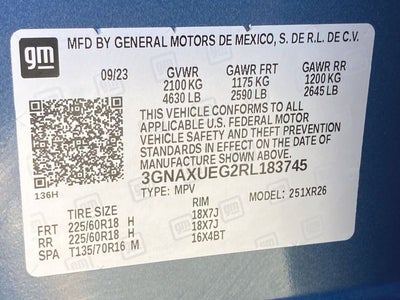 gm MFD BY GENERAL MOTORS DE MEXICO, S. DE R.L. DE C.V.
09/23 GVWR GAWR FRT GAWR RR
2100 KG 1175 KG 1200 KG
4630 LB 2590 LB 2645 LB
THIS VEHICLE CONFORMS TO ALL
APPLICABLE U.S. FEDERAL MOTOR
VEHICLE SAFETY AND THEFT PREVENTION
STANDARDS IN EFFECT ON THE DATE OF
MANUFACTURE SHOWN ABOVE.
3GNAXUEG2RL183745
136H TYPE: MPV MODEL: 251XR26
TIRE SIZE RIM
FRT 225/60R18 H 18X7J
RR 225/60R18 H 18X7J
SPA T135/70R16 M 16X4BT